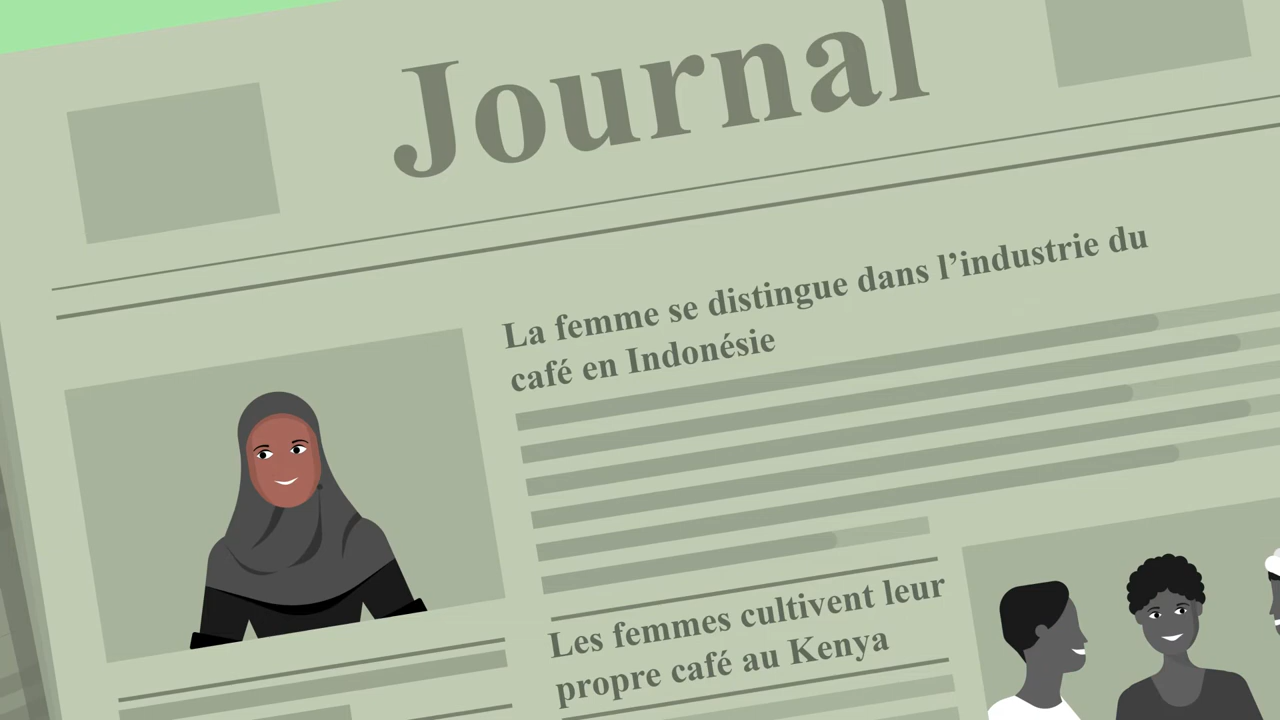 Journal
La femme se distingue dans l’industrie du
café en Indonésie
Les femmes cultivent leur
propre café au Kenya